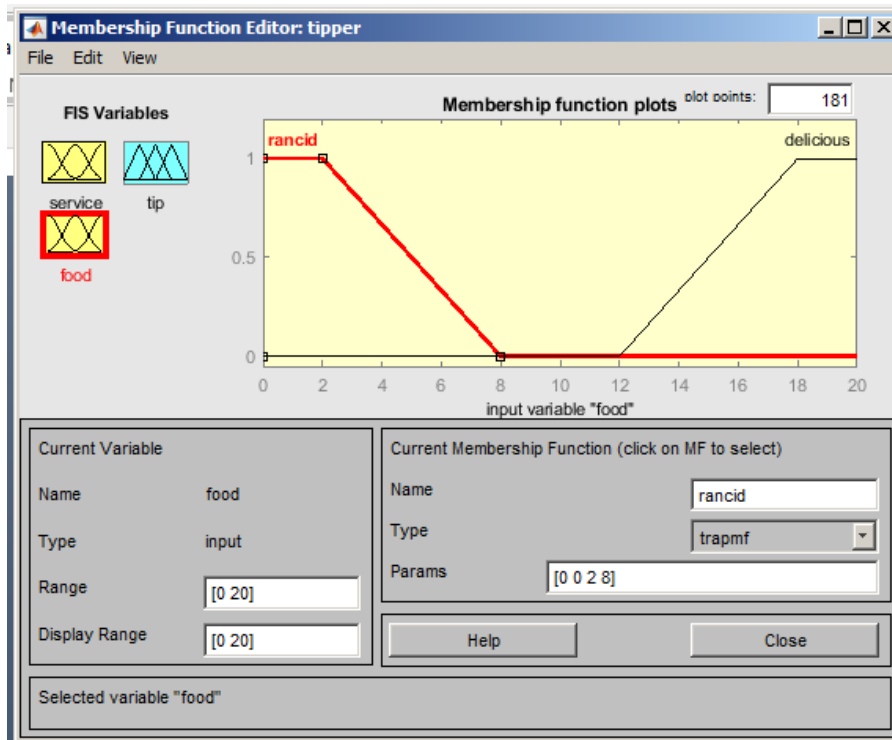 Membership Function Editor: tipper
File Edit View
FIS Variables
service
tip
food
Membership function plots
plot points:
181
rancid
delicious
1
0.5
0
0 2 4 6 8 10 12 14 16 18 20
input variable "food"
Current Variable
Name food
Type input
Range [0 20]
Display Range [0 20]
Current Membership Function (click on MF to select)
Name rancid
Type trapmf
Params [0 0 2 8]
Help Close
Selected variable "food"